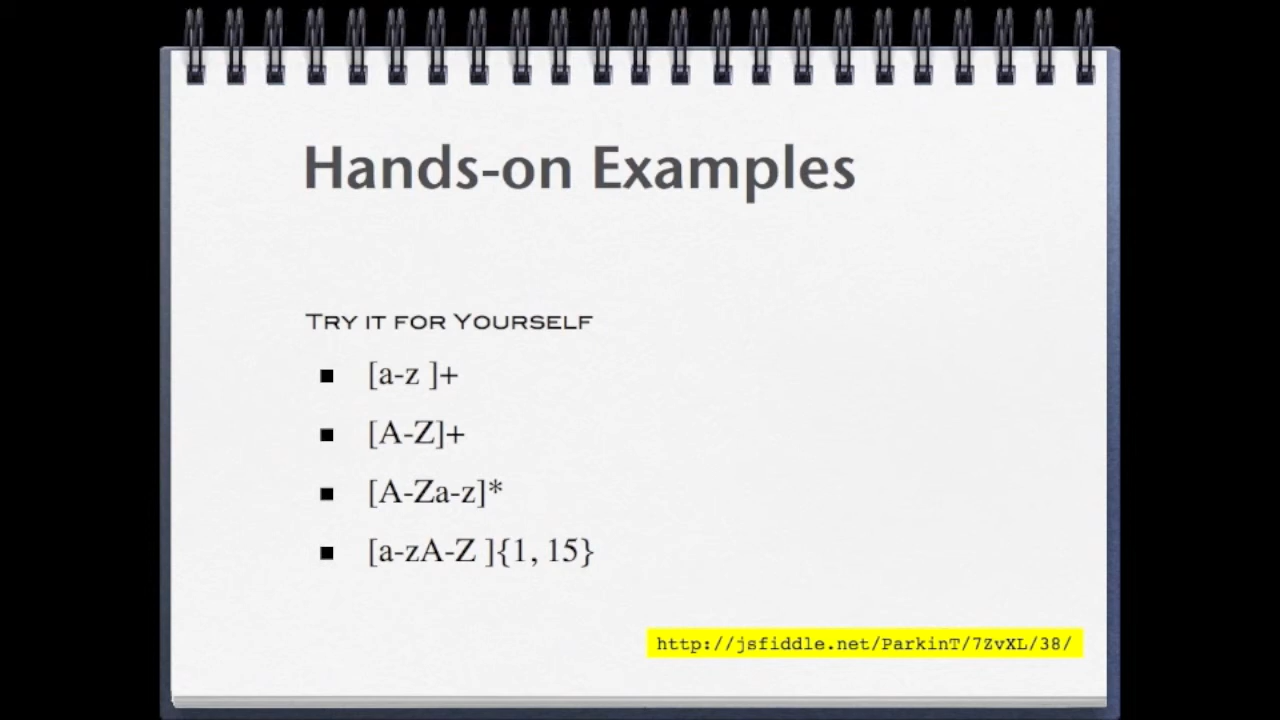 Hands-on Examples
Try it for Yourself
[a-z ]+
[A-Z]+
[A-Za-z]*
[a-zA-Z ]{1, 15}
http://jsfiddle.net/ParkinT/7ZvXL/38/